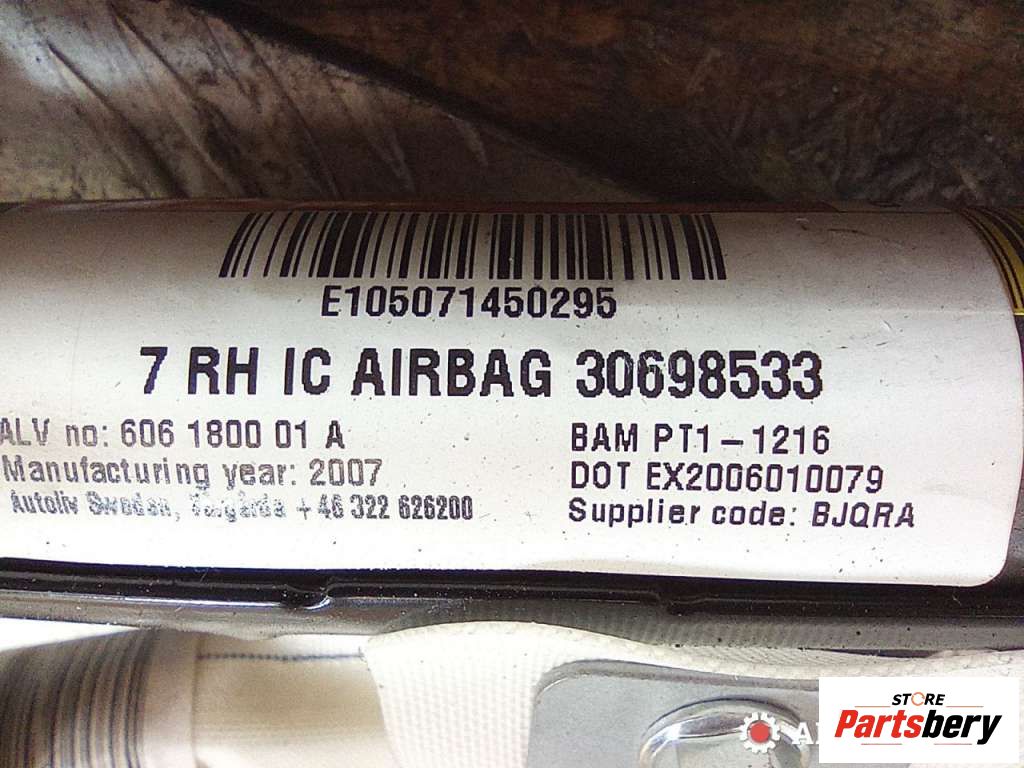 E105071450295
7 RH IC AIRBAG 30698533
ALV no: 606 1800 01 A
Manufacturing year: 2007
Autoliv Sweden, Vårgårda +46 322 626200
BAM PT1-1216
DOT EX2006010079
Supplier code: BJQRA
STORE
Partsbery